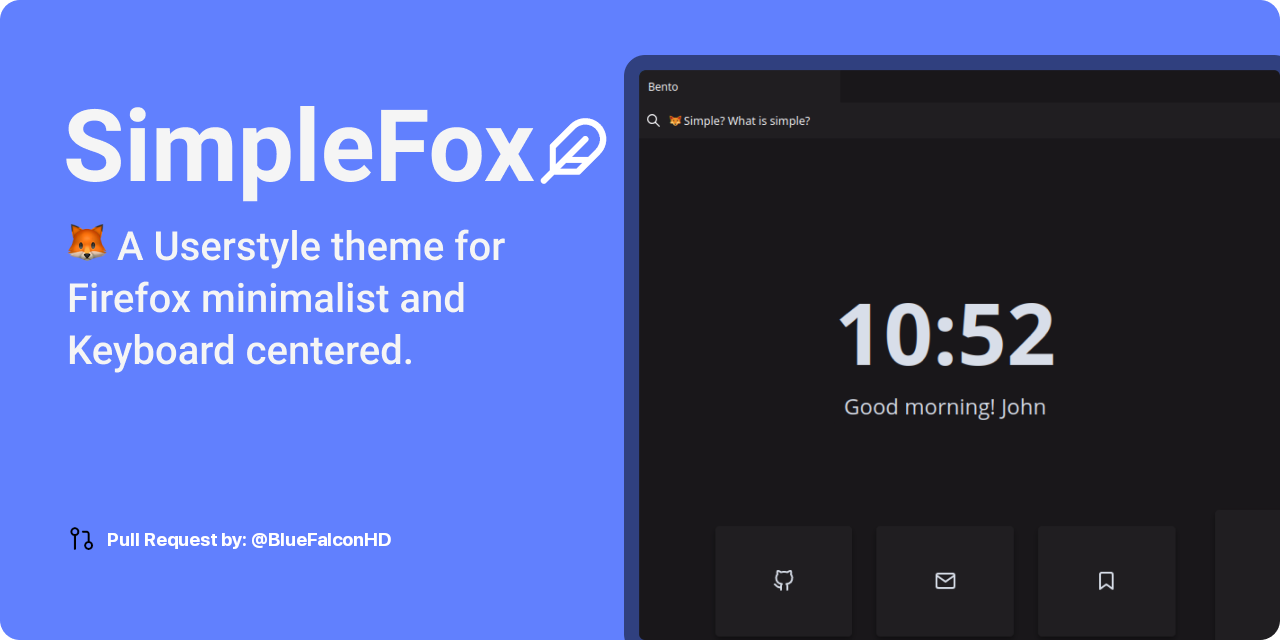 SimpleFox
🦊 A Userstyle theme for
Firefox minimalist and
Keyboard centered.
Pull Request by: @BlueFalconHD
Bento
🦊 Simple? What is simple?
10:52
Good morning! John